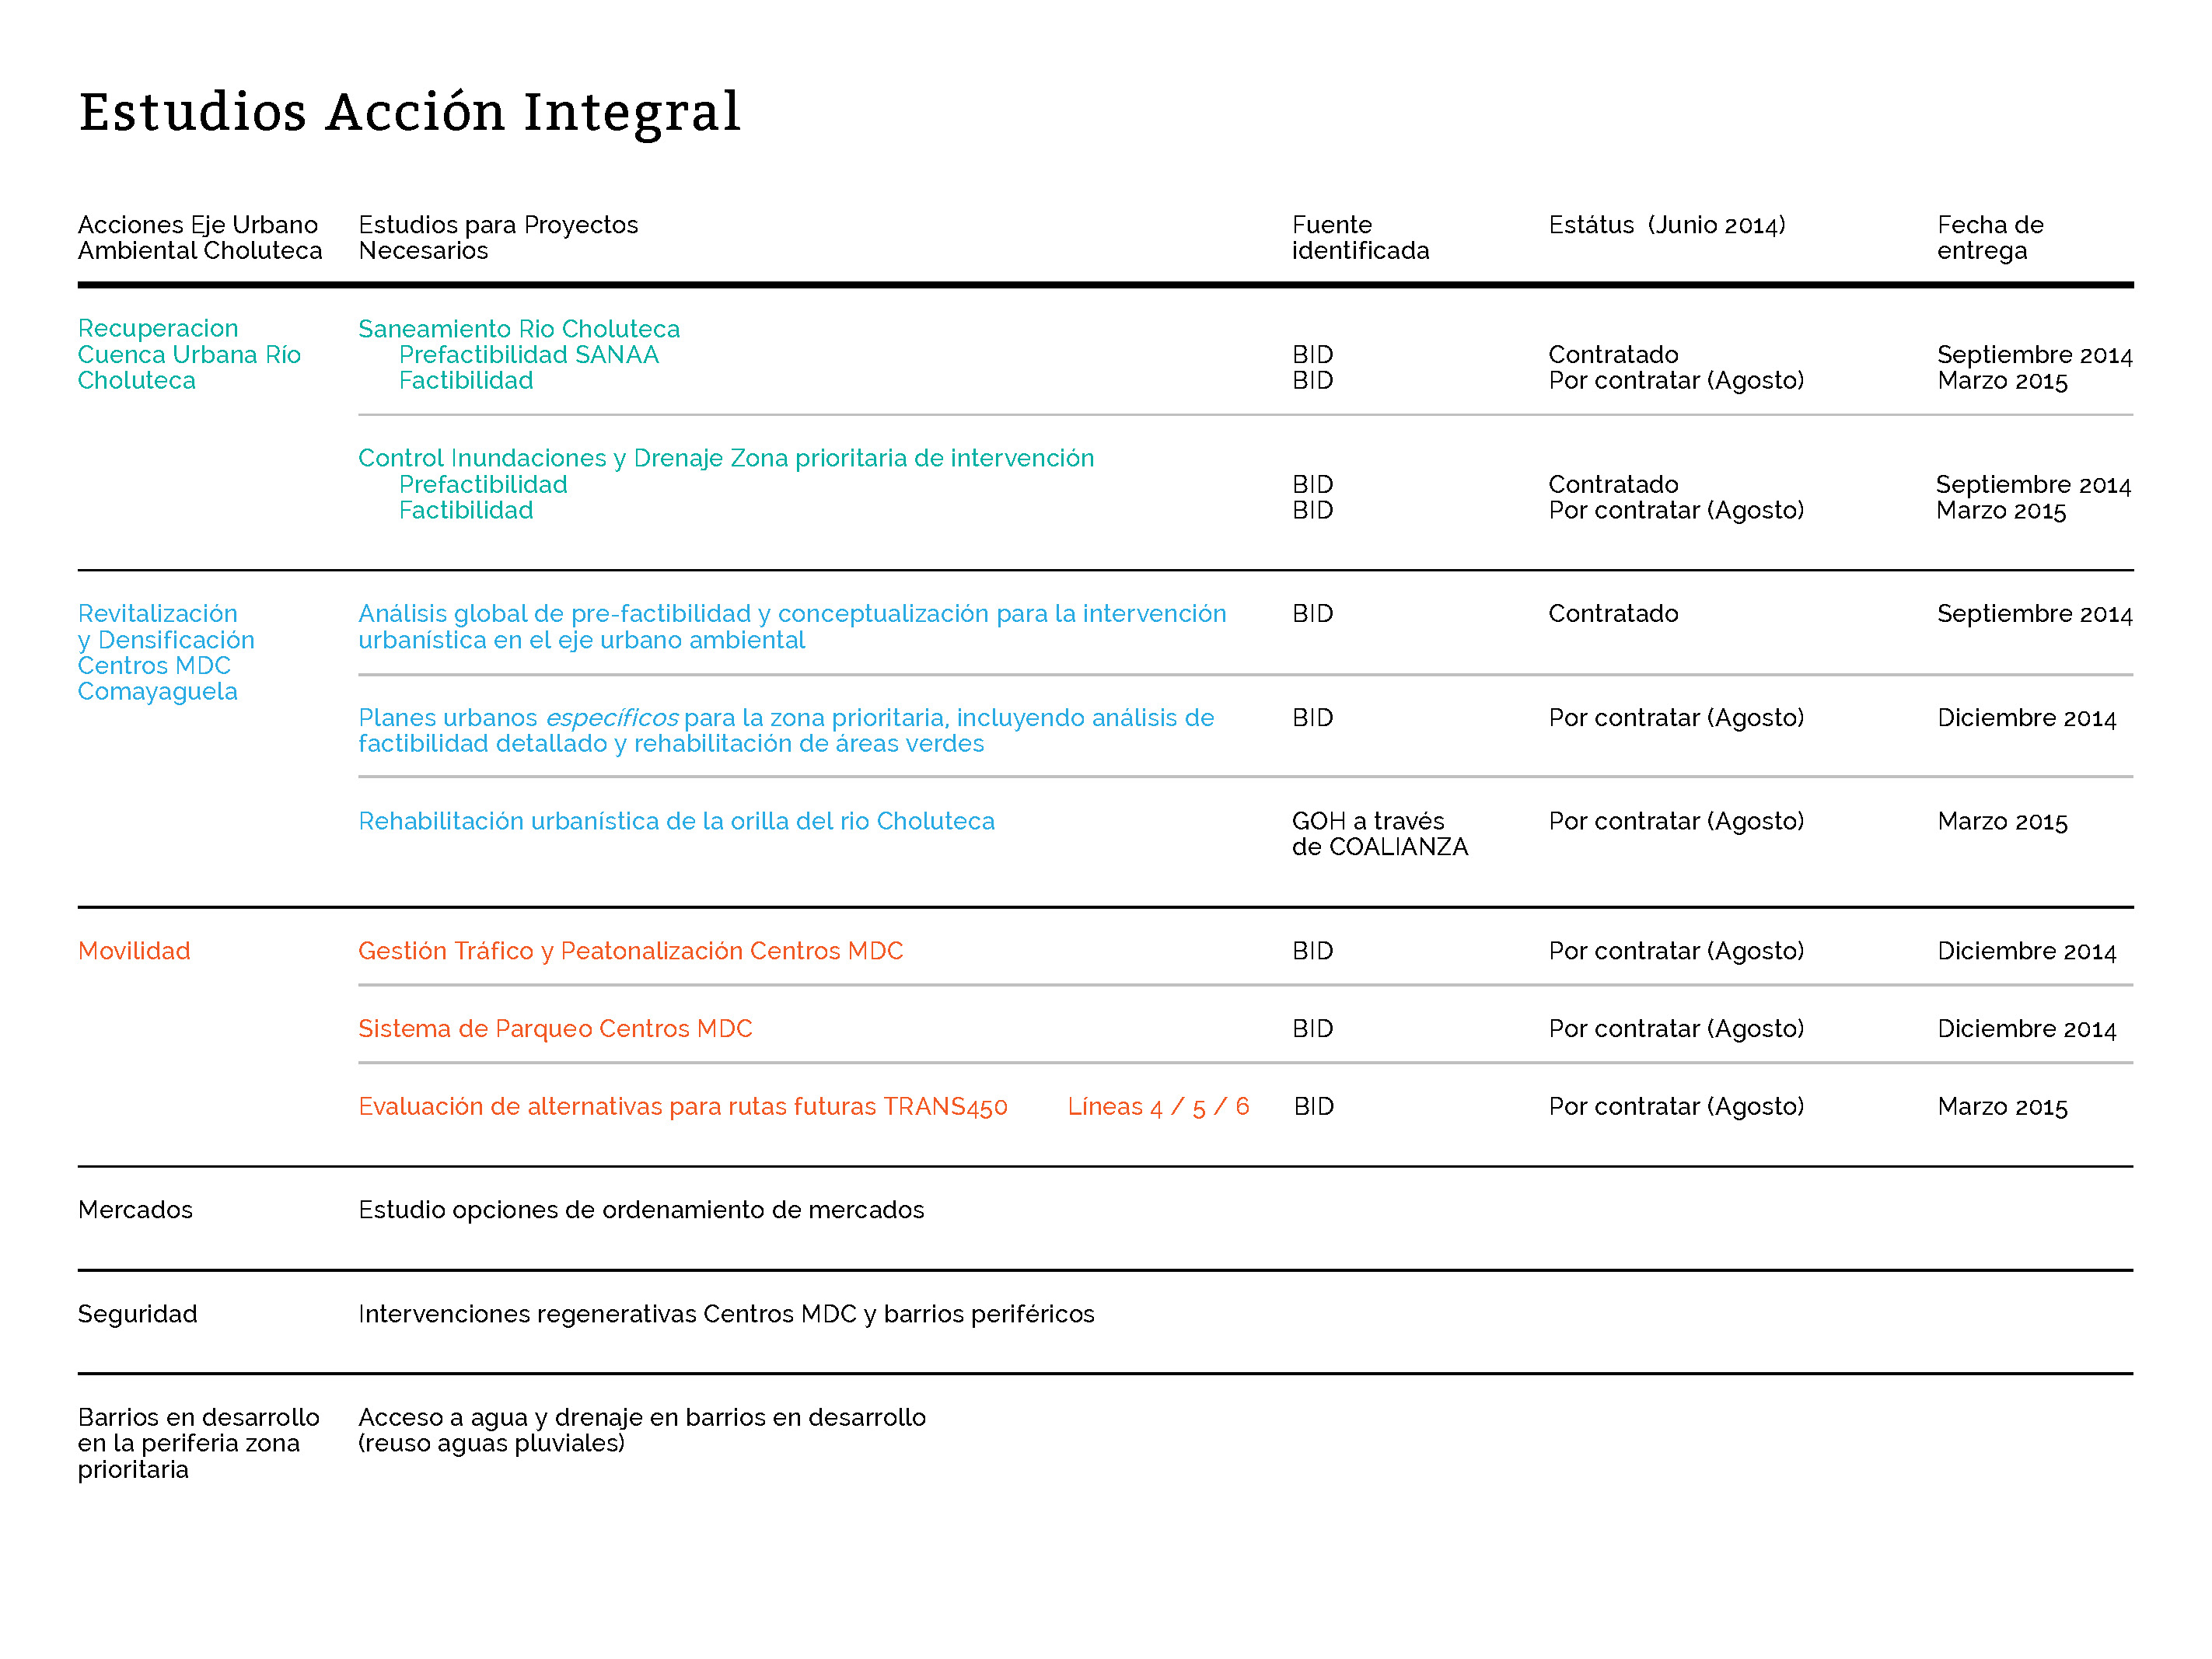 Estudios Acción Integral
Acciones Eje Urbano Ambiental Choluteca
Estudios para Proyectos Necesarios
Fuente identificada
Estátus (Junio 2014)
Fecha de entrega
Recuperacion
Cuenca Urbana Río
Choluteca
Saneamiento Rio Choluteca
Prefactibilidad SANAA BID Contratado Septiembre 2014
Factibilidad BID Por contratar (Agosto) Marzo 2015
Control Inundaciones y Drenaje Zona prioritaria de intervención
Prefactibilidad BID Contratado Septiembre 2014
Factibilidad BID Por contratar (Agosto) Marzo 2015
Revitalización
y Densificación
Centros MDC
Comayaguela
Análisis global de pre-factibilidad y conceptualización para la intervención
urbanística en el eje urbano ambiental
BID Contratado Septiembre 2014
Planes urbanos específicos para la zona prioritaria, incluyendo análisis de
factibilidad detallado y rehabilitación de áreas verdes
BID Por contratar (Agosto) Diciembre 2014
Rehabilitación urbanística de la orilla del rio Choluteca
GOH a través
de COALIANZA
Por contratar (Agosto) Marzo 2015
Movilidad
Gestión Tráfico y Peatonalización Centros MDC BID Por contratar (Agosto) Diciembre 2014
Sistema de Parqueo Centros MDC BID Por contratar (Agosto) Diciembre 2014
Evaluación de alternativas para rutas futuras TRANS450 Líneas 4 / 5 / 6 BID Por contratar (Agosto) Marzo 2015
Mercados
Estudio opciones de ordenamiento de mercados
Seguridad
Intervenciones regenerativas Centros MDC y barrios periféricos
Barrios en desarrollo
en la periferia zona
prioritaria
Acceso a agua y drenaje en barrios en desarrollo
(reuso aguas pluviales)